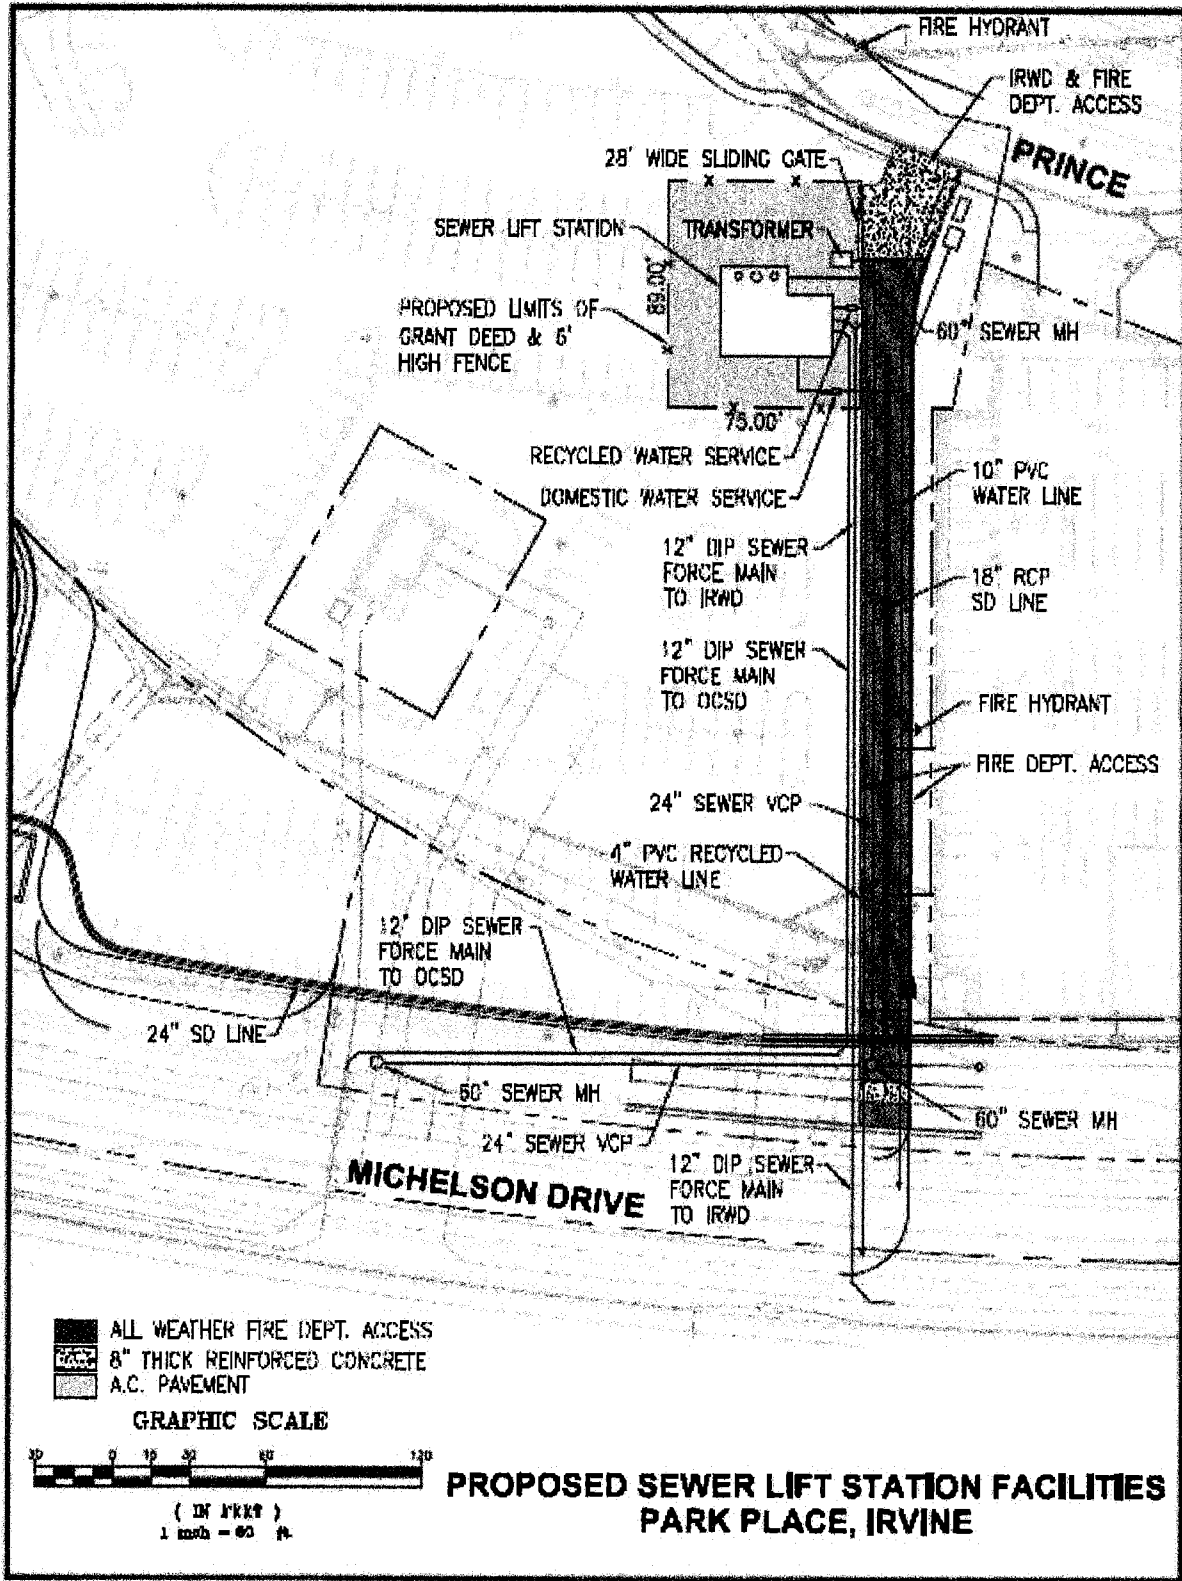 FIRE HYDRANT
IRWD & FIRE
DEPT. ACCESS
PRINCE
28' WIDE SLIDING GATE
SEWER LIFT STATION
TRANSFORMER
89.00'
PROPOSED LIMITS OF
GRANT DEED & 6'
HIGH FENCE
60" SEWER MH
75.00'
RECYCLED WATER SERVICE
DOMESTIC WATER SERVICE
10" PVC
WATER LINE
12" DIP SEWER
FORCE MAIN
TO IRWD
18" RCP
SD LINE
12" DIP SEWER
FORCE MAIN
TO OCSD
FIRE HYDRANT
FIRE DEPT. ACCESS
24" SEWER VCP
4" PVC RECYCLED
WATER LINE
12" DIP SEWER
FORCE MAIN
TO OCSD
24" SD LINE
60" SEWER MH
60" SEWER MH
24" SEWER VCP
12" DIP SEWER
FORCE MAIN
TO IRWD
MICHELSON DRIVE
ALL WEATHER FIRE DEPT. ACCESS
8" THICK REINFORCED CONCRETE
A.C. PAVEMENT
GRAPHIC SCALE
30 0 15 30 60 120
( IN FEET )
1 inch = 60 ft.
PROPOSED SEWER LIFT STATION FACILITIES
PARK PLACE, IRVINE